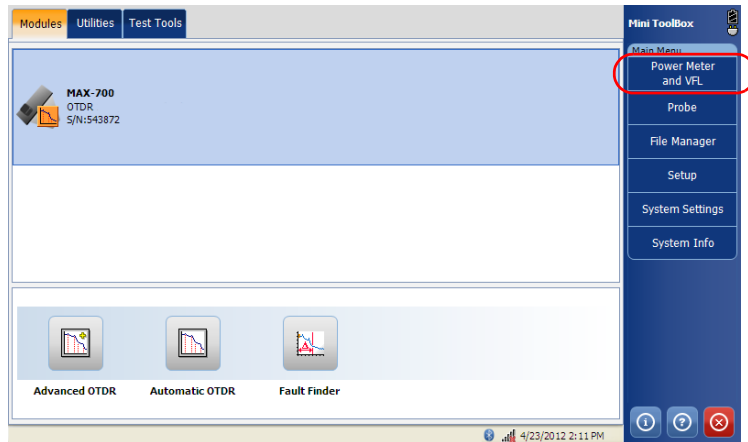 Modules Utilities Test Tools
MAX-700
OTDR
S/N:543872
Advanced OTDR Automatic OTDR Fault Finder
4/23/2012 2:11 PM
Mini ToolBox
Main Menu
Power Meter
and VFL
Probe
File Manager
Setup
System Settings
System Info